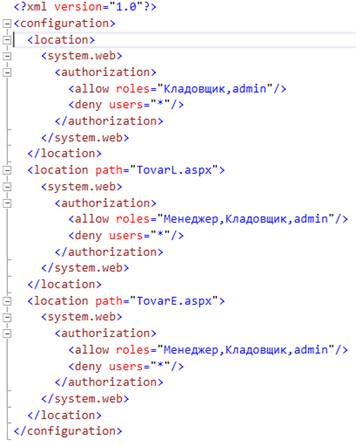 <?xml version="1.0"?>
<configuration>
<location>
<system.web>
<authorization>
<allow roles="Кладовщик,admin"/>
<deny users="*"/>
</authorization>
</system.web>
</location>
<location path="TovarL.aspx">
<system.web>
<authorization>
<allow roles="Менеджер,Кладовщик,admin"/>
<deny users="*"/>
</authorization>
</system.web>
</location>
<location path="TovarE.aspx">
<system.web>
<authorization>
<allow roles="Менеджер,Кладовщик,admin"/>
<deny users="*"/>
</authorization>
</system.web>
</location>
</configuration>